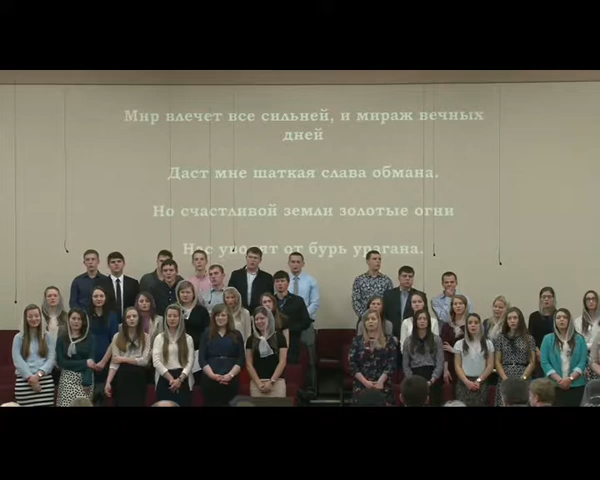 Мир влечет все сильней, и мираж вечных
дней
Даст мне шаткая слава обмана.
Но счастливой земли золотые огни
Нас уводят от бурь урагана.